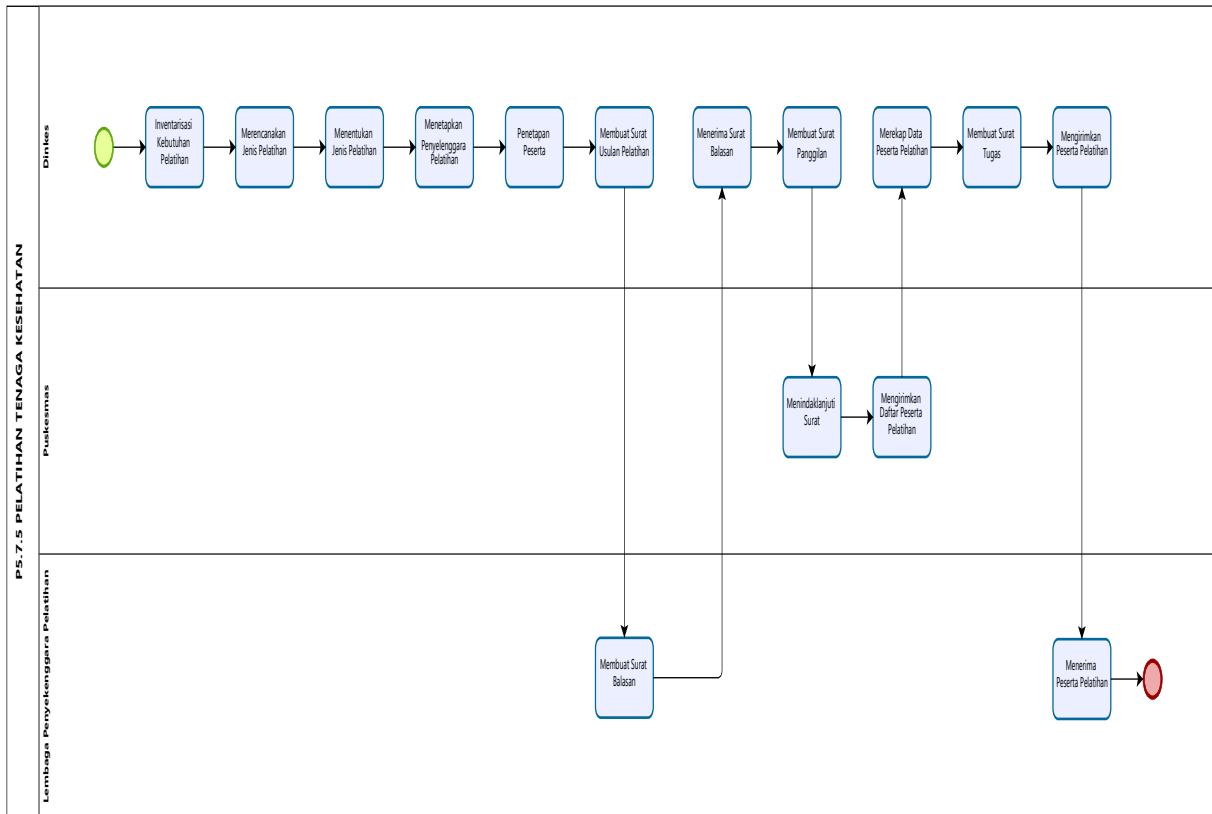 P5.7.5 PELATIHAN TENAGA KESEHATAN
Dinkes
Inventarisasi
Kebutuhan
Pelatihan
Merencanakan
Jenis Pelatihan
Menentukan
Jenis Pelatihan
Menetapkan
Penyelenggara
Pelatihan
Penetapan
Peserta
Membuat Surat
Usulan Pelatihan
Menerima Surat
Balasan
Membuat Surat
Panggilan
Merekap Data
Peserta Pelatihan
Membuat Surat
Tugas
Mengirimkan
Peserta Pelatihan
Puskesmas
Menindaklanjuti
Surat
Mengirimkan
Daftar Peserta
Pelatihan
Lembaga Penyekenggara Pelatihan
Membuat Surat
Balasan
Menerima
Peserta Pelatihan